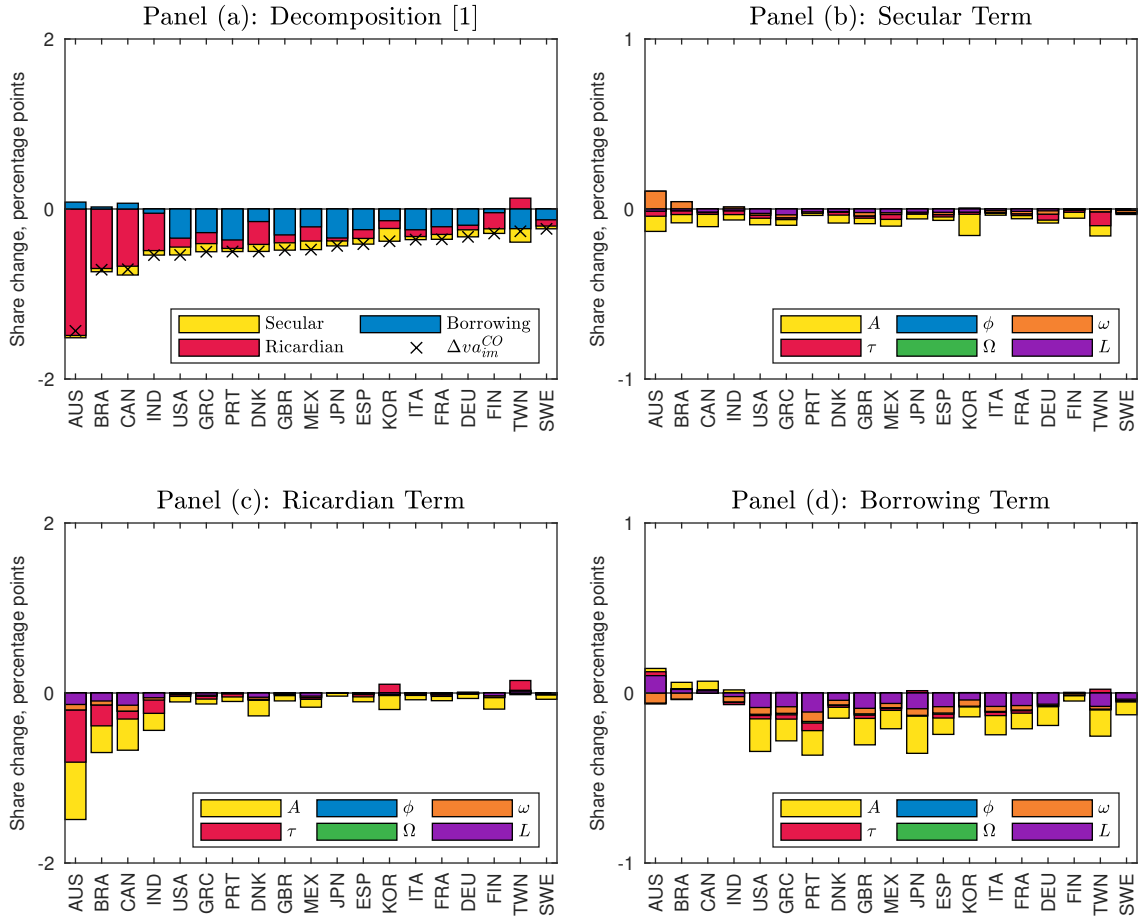 Panel (a): Decomposition [1]
Share change, percentage points
2
0
-2
Secular
Borrowing
Ricardian
Δva_{im}^{CO}
AUS BRA CAN IND USA GRC PRT DNK GBR MEX JPN ESP KOR ITA FRA DEU FIN TWN SWE
Panel (b): Secular Term
Share change, percentage points
1
0
-1
A ϕ ω
τ Ω L
AUS BRA CAN IND USA GRC PRT DNK GBR MEX JPN ESP KOR ITA FRA DEU FIN TWN SWE
Panel (c): Ricardian Term
Share change, percentage points
2
0
-2
A ϕ ω
τ Ω L
AUS BRA CAN IND USA GRC PRT DNK GBR MEX JPN ESP KOR ITA FRA DEU FIN TWN SWE
Panel (d): Borrowing Term
Share change, percentage points
1
0
-1
A ϕ ω
τ Ω L
AUS BRA CAN IND USA GRC PRT DNK GBR MEX JPN ESP KOR ITA FRA DEU FIN TWN SWE